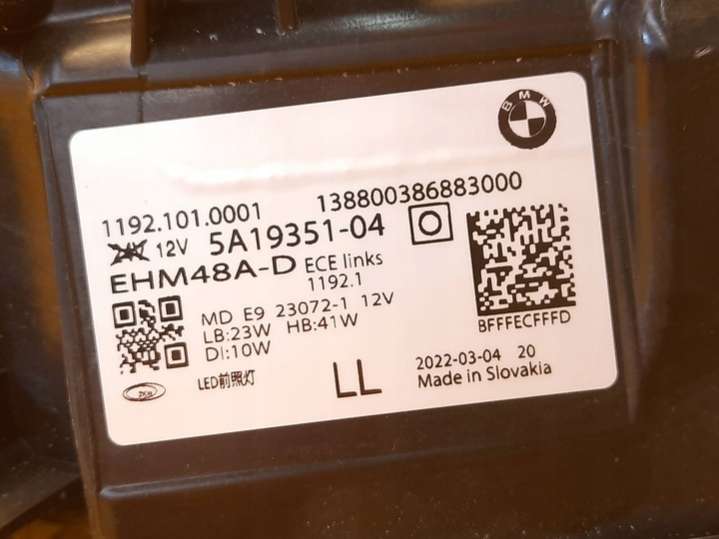 BMW
1192.101.0001 138800386883000
12V 5A19351-04
EHM48A-D ECE links
1192.1
MD E9 23072-1 12V
LB:23W HB:41W
DI:10W
BFFFECFFFD
ZKW LED前照灯 LL
2022-03-04 20
Made in Slovakia